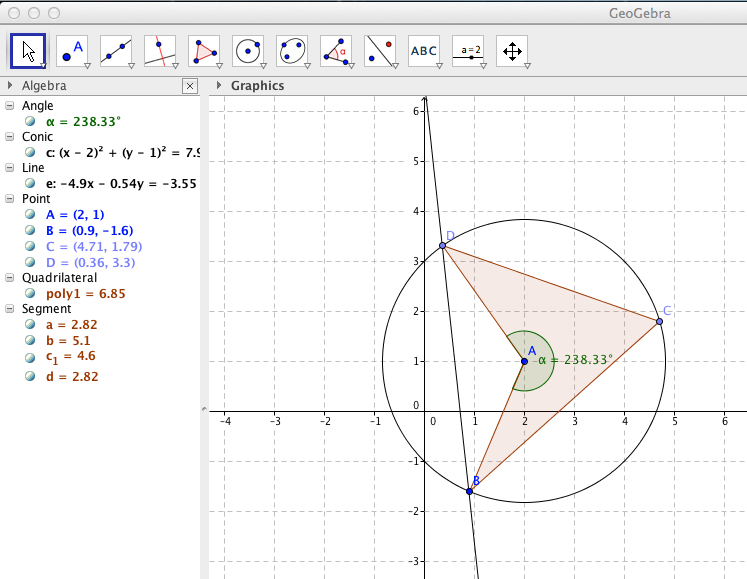 GeoGebra
A
α
ABC
a=2
Algebra
Graphics
Angle
α = 238.33°
Conic
c: (x − 2)² + (y − 1)² = 7.9
Line
e: -4.9x − 0.54y = -3.55
Point
A = (2, 1)
B = (0.9, -1.6)
C = (4.71, 1.79)
D = (0.36, 3.3)
Quadrilateral
poly1 = 6.85
Segment
a = 2.82
b = 5.1
c₁ = 4.6
d = 2.82
6
5
4
D
3
2
C
A
1
α = 238.33°
0
-4 -3 -2 -1 0 1 2 3 4 5 6
-1
B
-2
-3